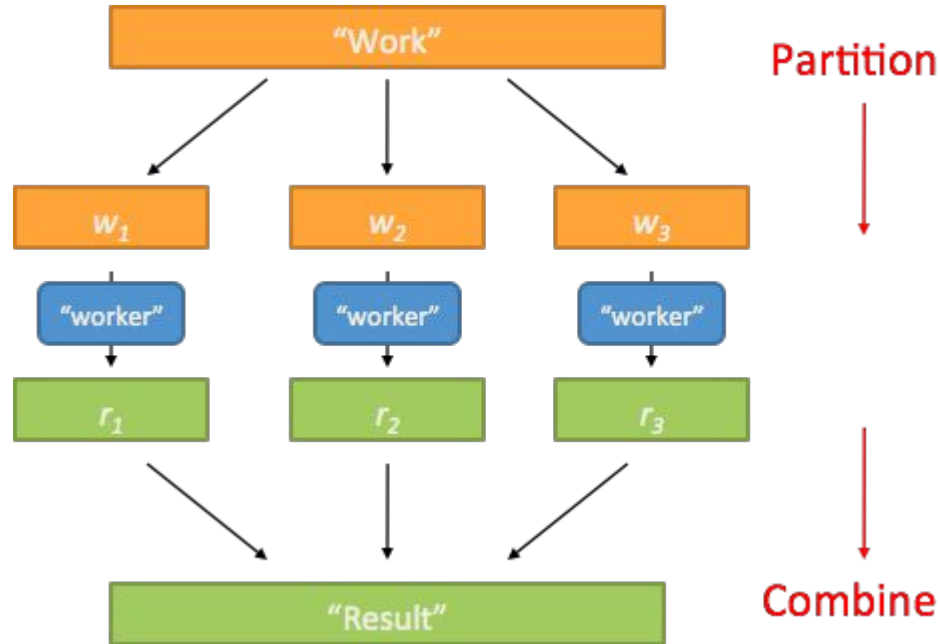 “Work”
Partition
w₁ w₂ w₃
“worker” “worker” “worker”
r₁ r₂ r₃
“Result”
Combine